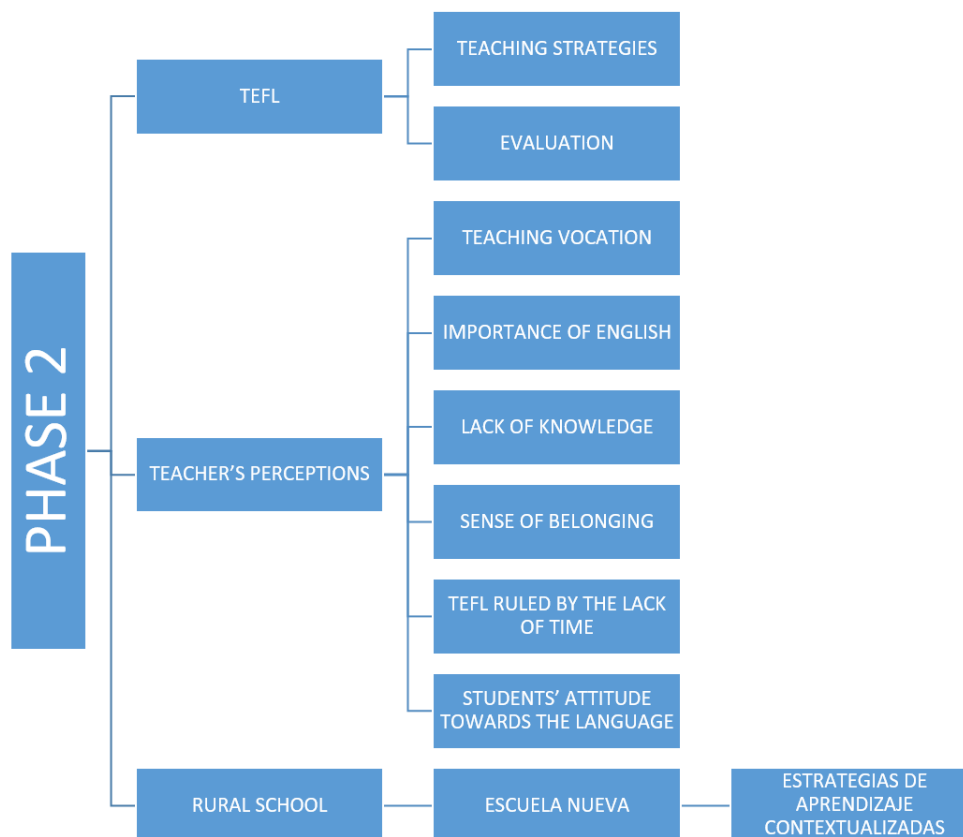 PHASE 2
TEFL
TEACHING STRATEGIES
EVALUATION
TEACHER’S PERCEPTIONS
TEACHING VOCATION
IMPORTANCE OF ENGLISH
LACK OF KNOWLEDGE
SENSE OF BELONGING
TEFL RULED BY THE LACK
OF TIME
STUDENTS’ ATTITUDE
TOWARDS THE LANGUAGE
RURAL SCHOOL
ESCUELA NUEVA
ESTRATEGIAS DE
APRENDIZAJE
CONTEXTUALIZADAS